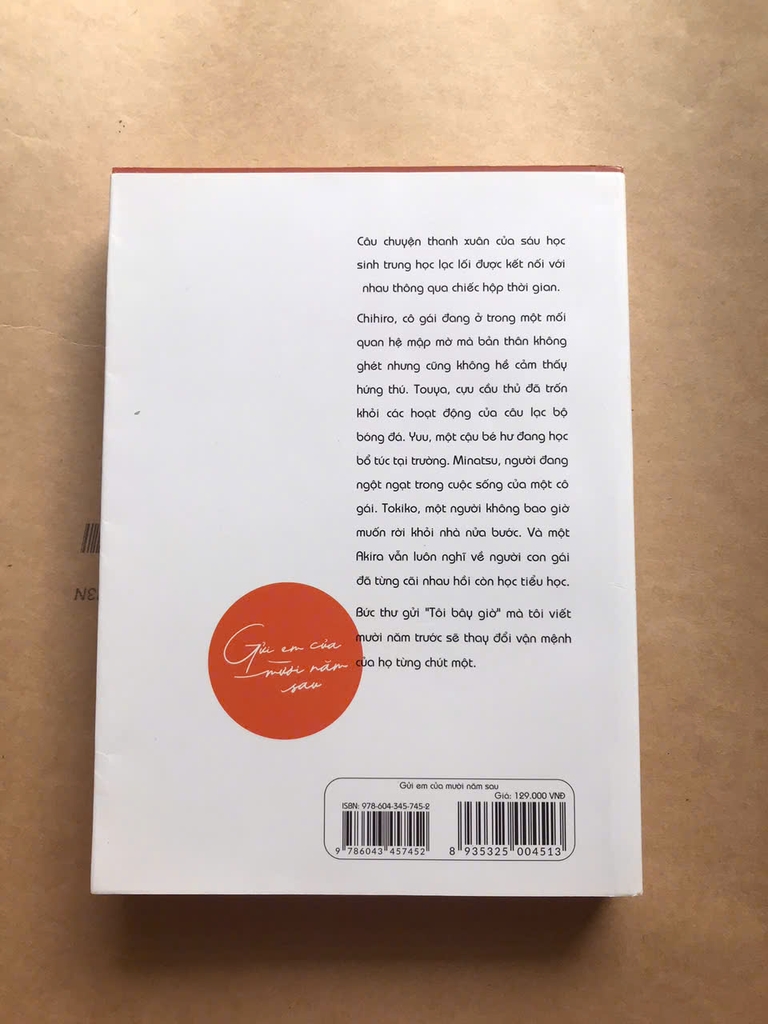 Câu chuyện thanh xuân của sáu học
sinh trung học lạc lối được kết nối với
nhau thông qua chiếc hộp thời gian.
Chihiro, cô gái đang ở trong một mối
quan hệ mập mờ mà bản thân không
ghét nhưng cũng không hề cảm thấy
hứng thú. Touya, cựu cầu thủ đã trốn
khỏi các hoạt động của câu lạc bộ
bóng đá. Yuu, một cậu bé hư đang học
bổ túc tại trường. Minatsu, người đang
ngột ngạt trong cuộc sống của một cô
gái. Tokiko, một người không bao giờ
muốn rời khỏi nhà nửa bước. Và một
Akira vẫn luôn nghĩ về người con gái
đã từng cãi nhau hồi còn học tiểu học.
Bức thư gửi "Tôi bây giờ" mà tôi viết
mười năm trước sẽ thay đổi vận mệnh
của họ từng chút một.
Gửi em của
mười năm
sau
Gửi em của mười năm sau
Giá: 129.000 VNĐ
ISBN: 978-604-345-745-2
9 786043 457452
8 935325 004513